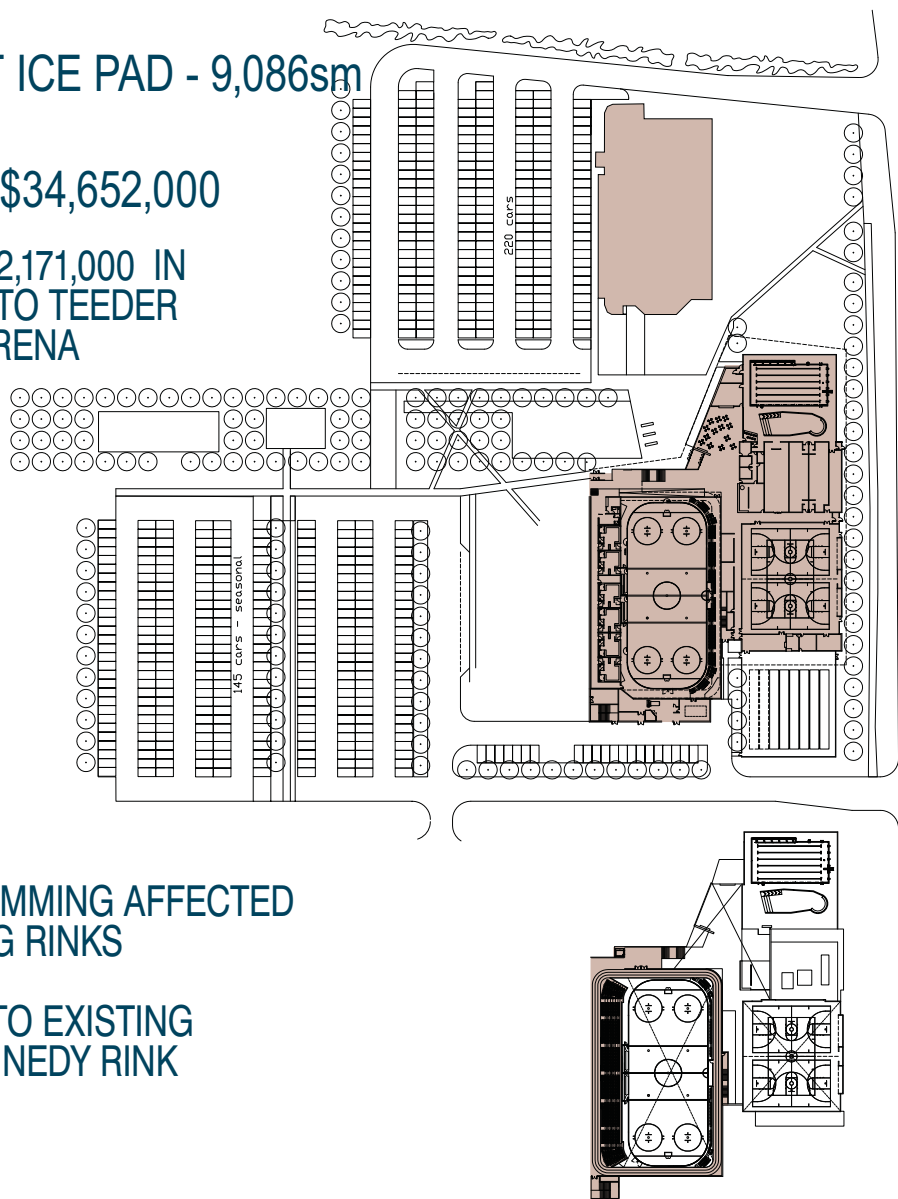 T ICE PAD - 9,086sm
$34,652,000
2,171,000 IN
TO TEEDER
RENA
220 cars
145 cars - seasonal
MMING AFFECTED
G RINKS
TO EXISTING
NEDY RINK